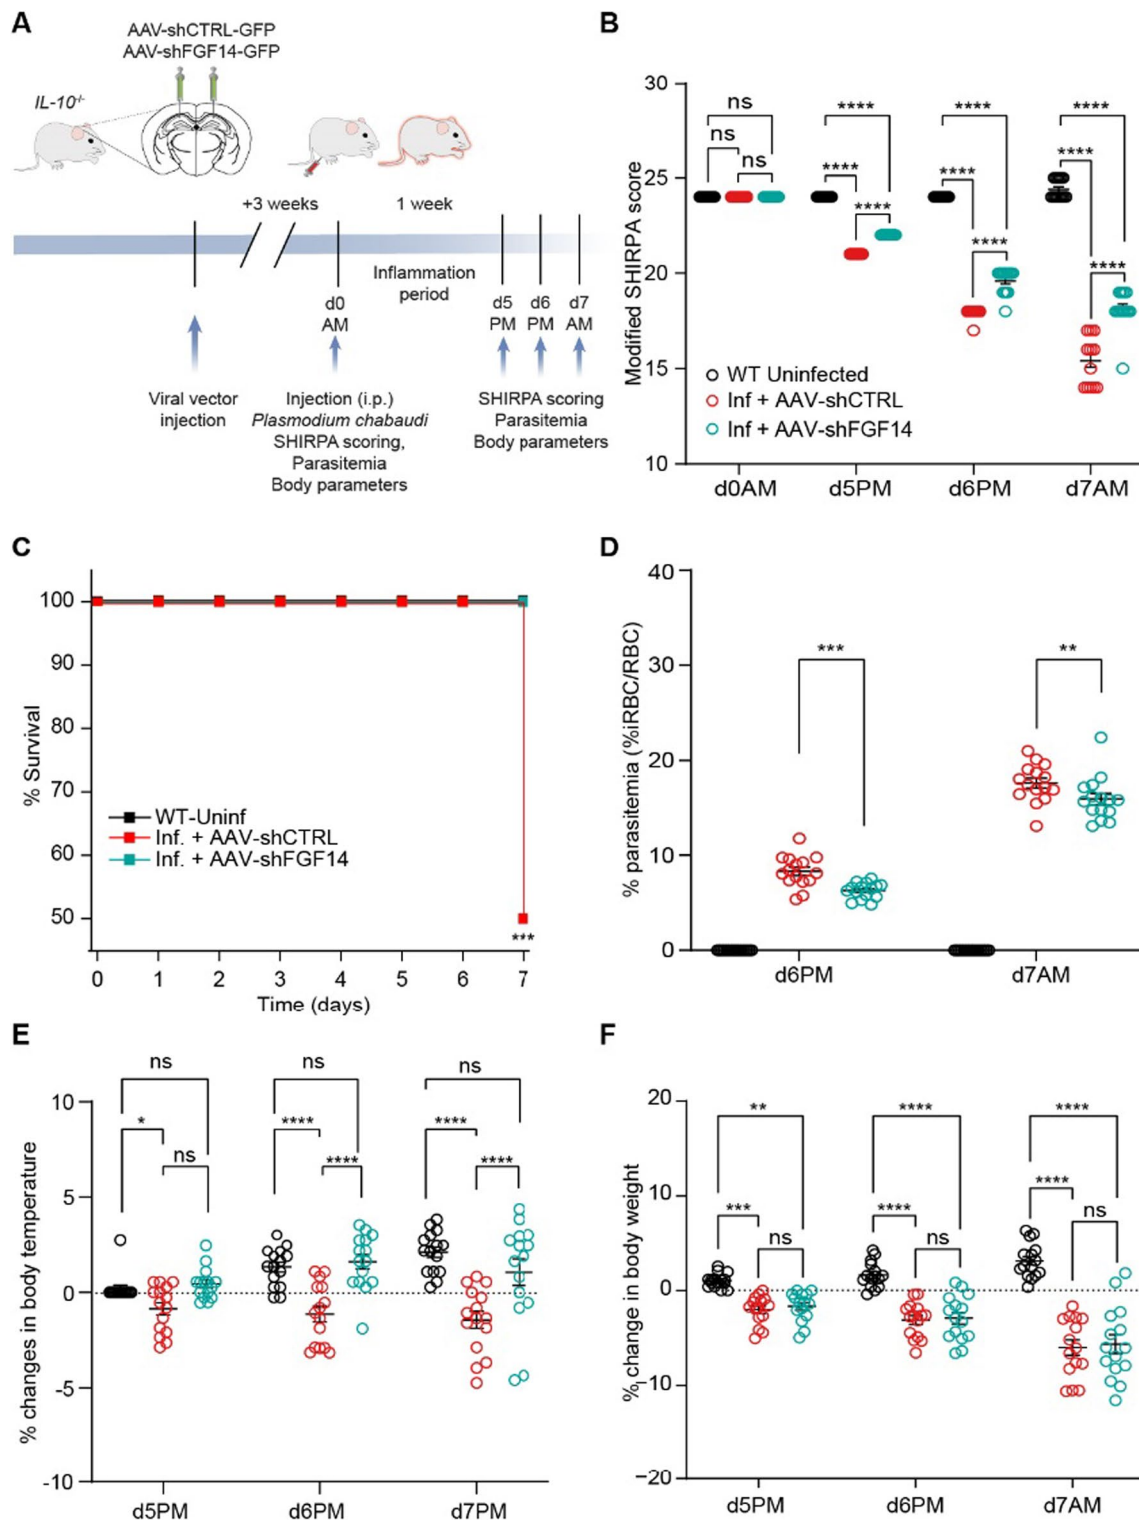 A
AAV-shCTRL-GFP
AAV-shFGF14-GFP
IL-10-/-
+3 weeks
1 week
Inflammation
period
d0
AM
d5
PM
d6
PM
d7
AM
Viral vector
injection
Injection (i.p.)
Plasmodium chabaudi
SHIRPA scoring,
Parasitemia
Body parameters
SHIRPA scoring
Parasitemia
Body parameters
B
Modified SHIRPA score
30
25
20
15
10
ns
ns
ns
****
****
****
****
****
****
****
****
****
WT Uninfected
Inf + AAV-shCTRL
Inf + AAV-shFGF14
d0AM
d5PM
d6PM
d7AM
C
% Survival
100
90
80
70
60
50
WT-Uninf
Inf. + AAV-shCTRL
Inf. + AAV-shFGF14
***
0
1
2
3
4
5
6
7
Time (days)
D
% parasitemia (%iRBC/RBC)
40
30
20
10
0
***
**
d6PM
d7AM
E
% changes in body temperature
10
5
0
-5
-10
ns
*
ns
ns
****
****
ns
****
****
d5PM
d6PM
d7PM
F
% change in body weight
20
10
0
−10
−20
**
***
ns
****
****
ns
****
****
ns
d5PM
d6PM
d7AM